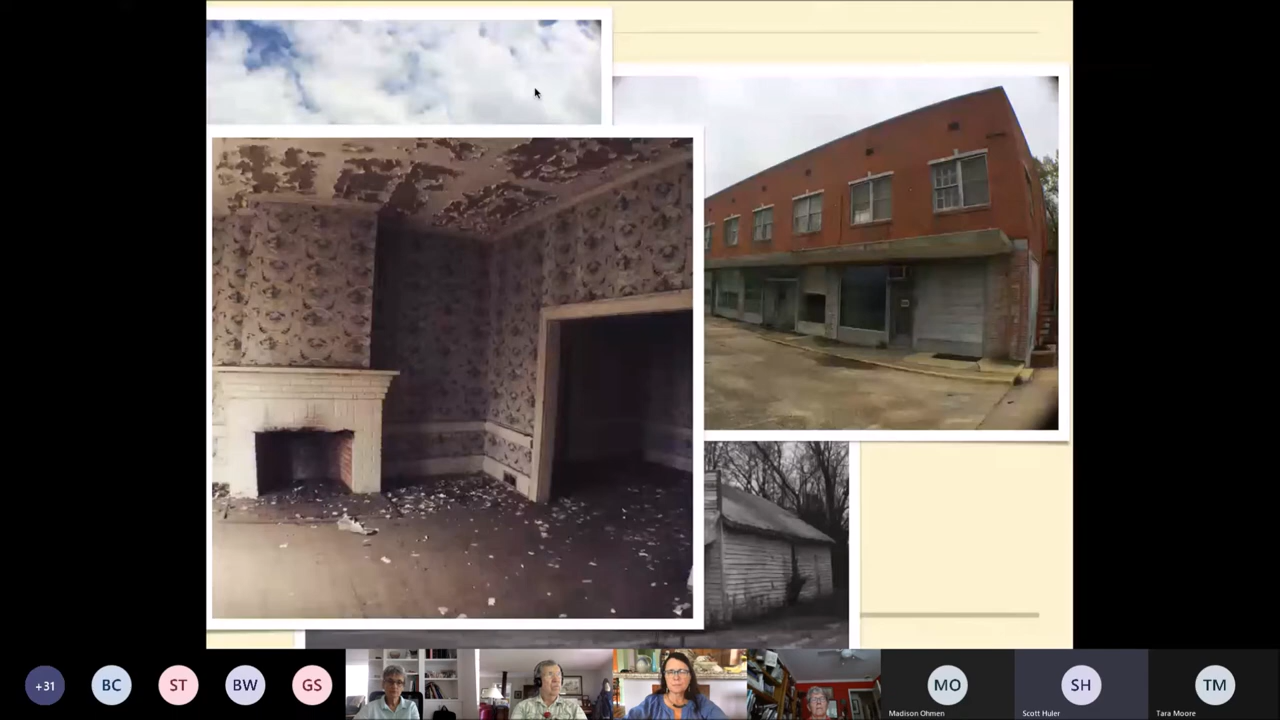 +31
BC
ST
BW
GS
MO
SH
TM
Madison Ohmen
Scott Huler
Tara Moore